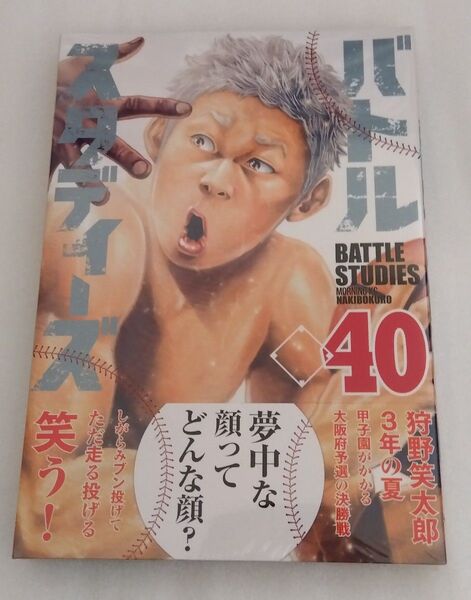 バトル
スタディーズ
BATTLE
STUDIES
MORNING KC
NAKIBOKURO
40
狩野笑太郎
3年の夏
甲子園がかかる
大阪府予選の決勝戦
夢中な
顔って
どんな顔?
しがらみブン投げて
ただ走る投げる
笑う!